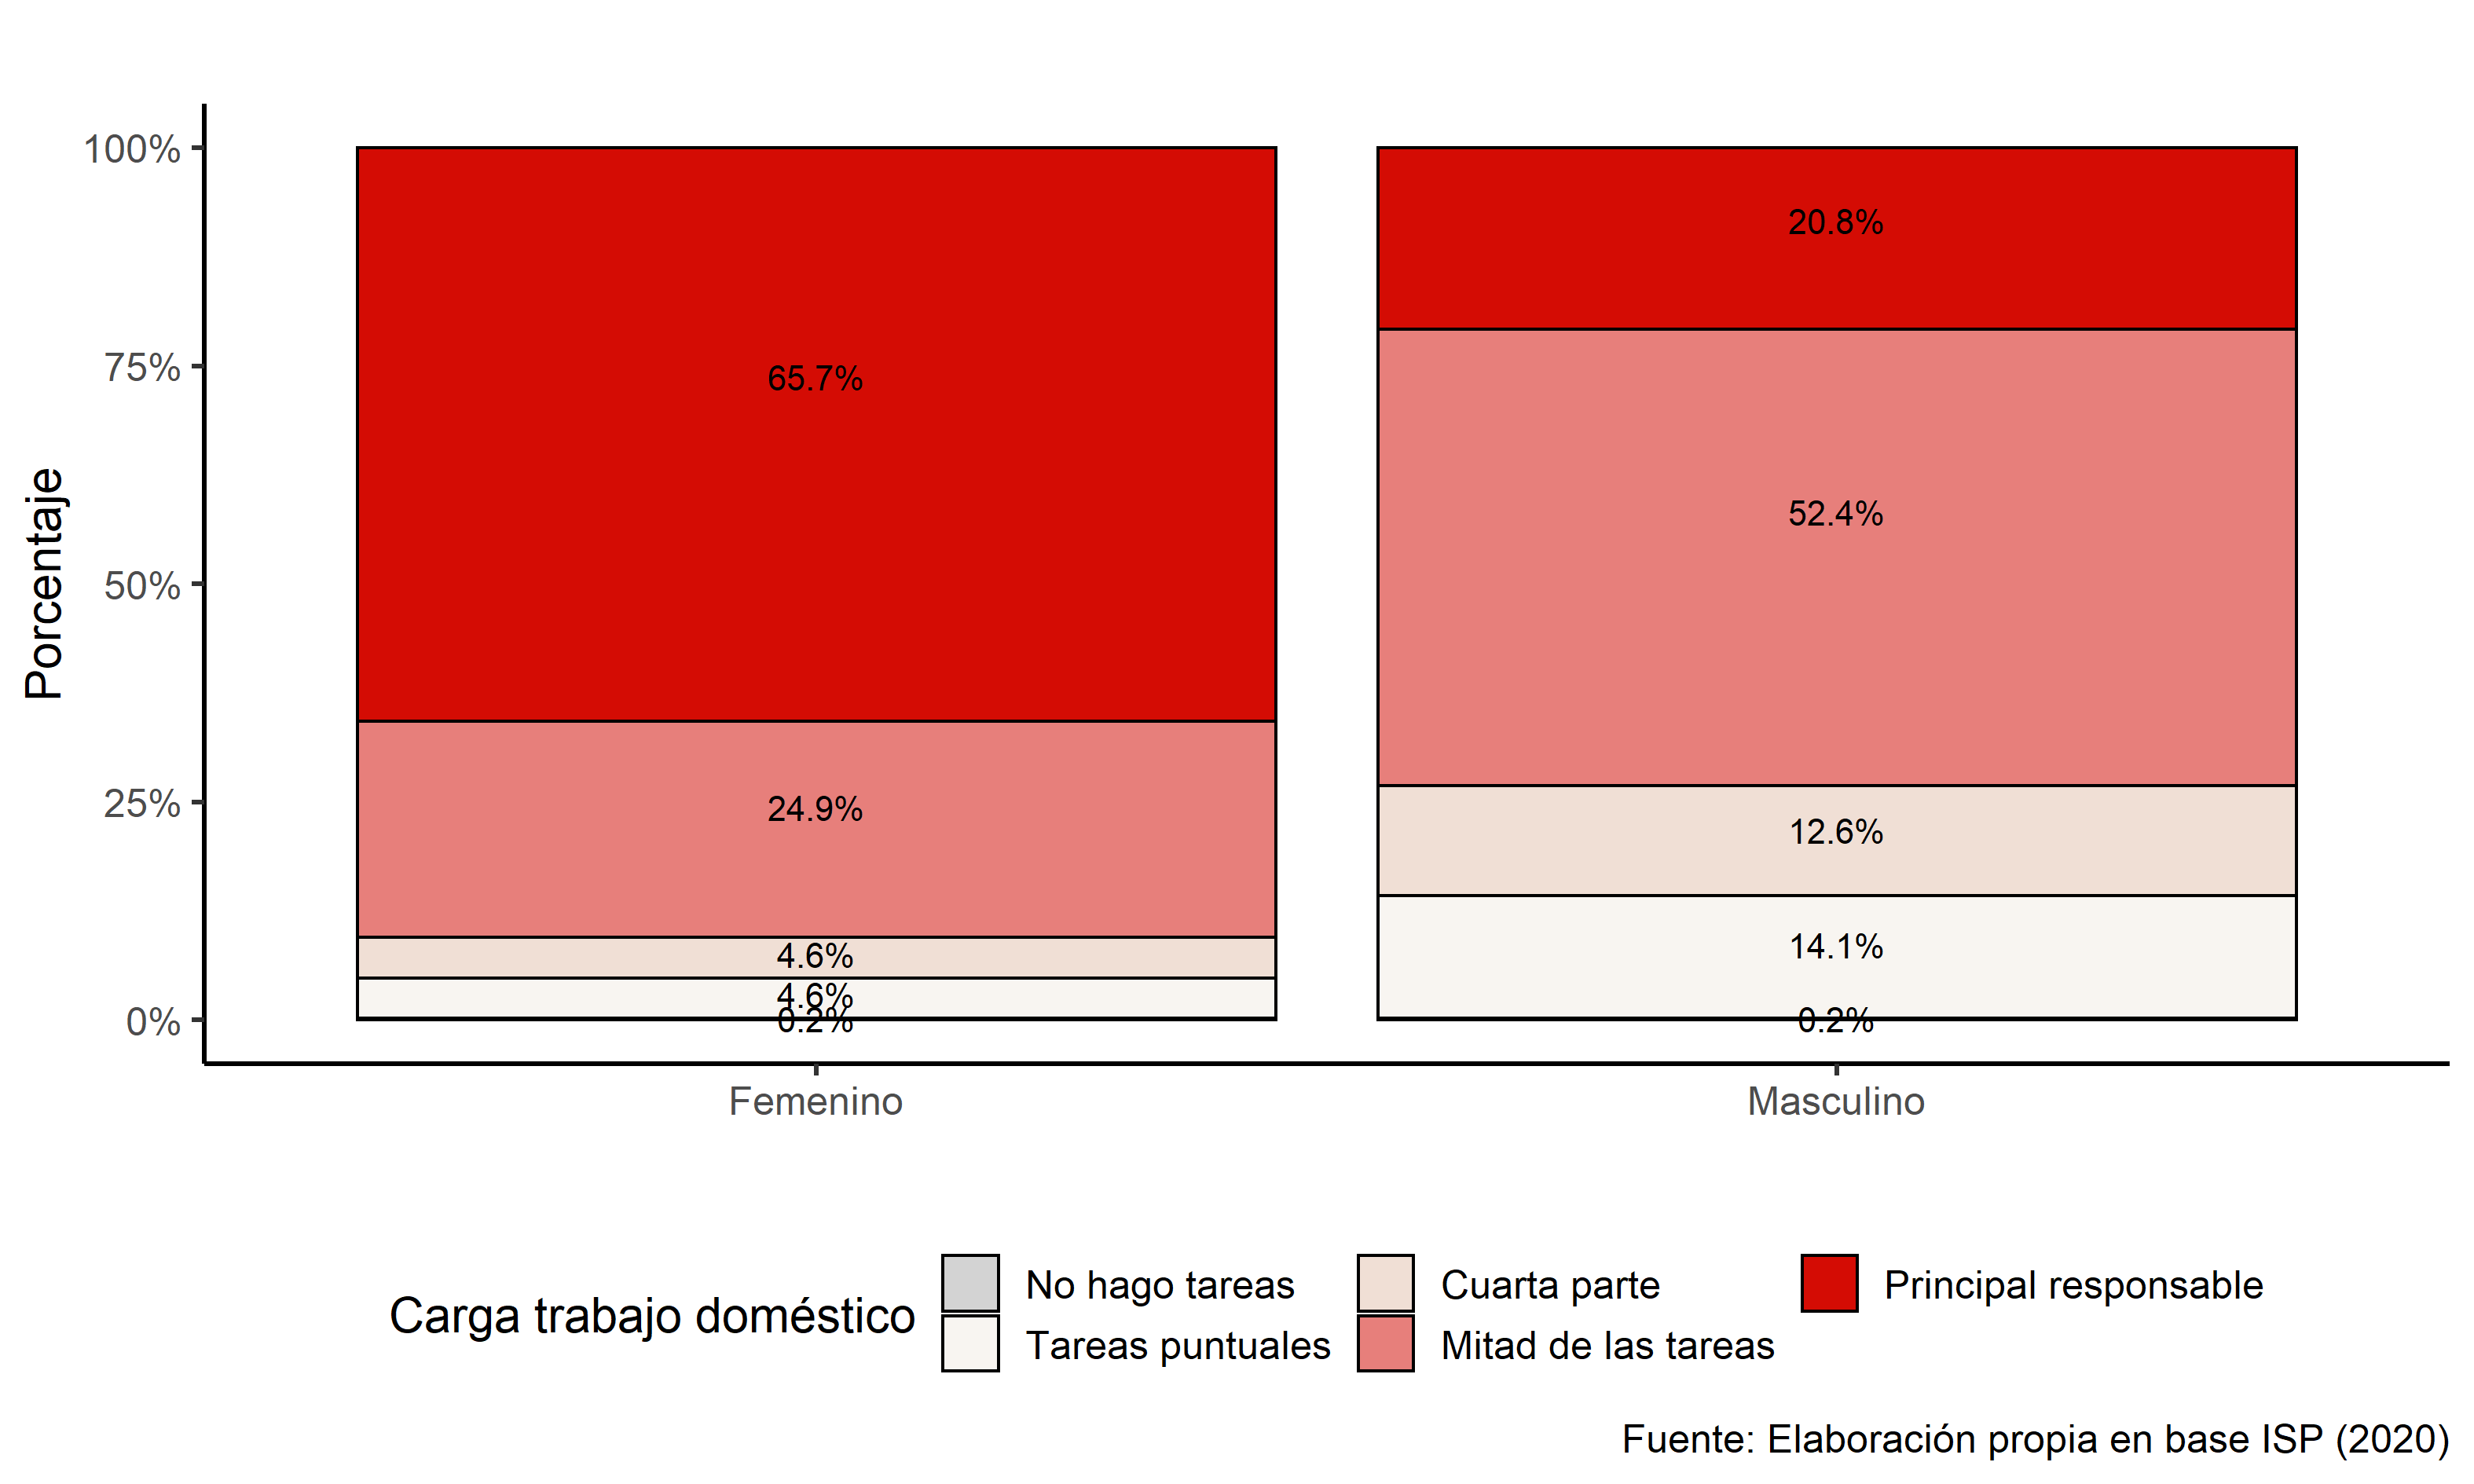 Porcentaje
100%
75%
50%
25%
0%
65.7%
24.9%
4.6%
4.6%
0.2%
20.8%
52.4%
12.6%
14.1%
0.2%
Femenino
Masculino
Carga trabajo doméstico
No hago tareas
Tareas puntuales
Cuarta parte
Mitad de las tareas
Principal responsable
Fuente: Elaboración propia en base ISP (2020)